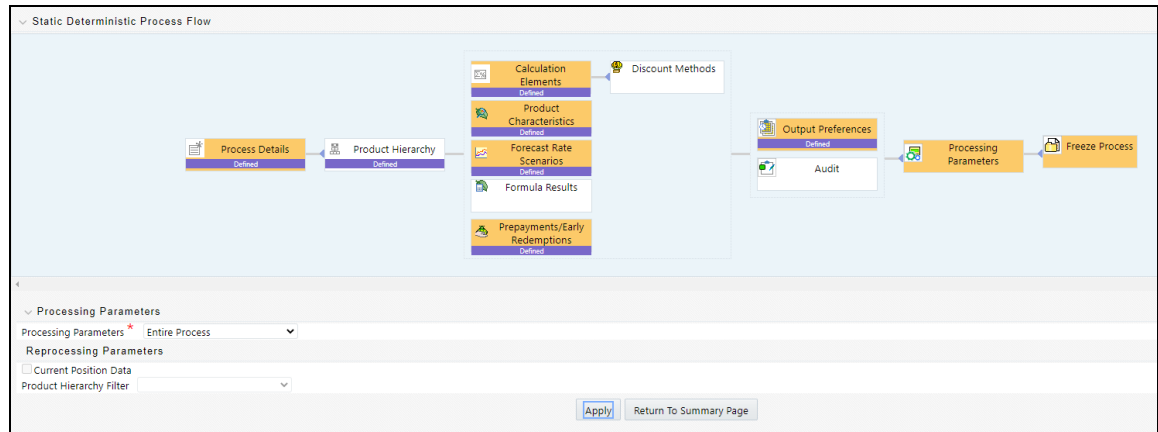 Static Deterministic Process Flow
Process Details
Defined
Product Hierarchy
Defined
Calculation
Elements
Defined
Discount Methods
Product
Characteristics
Defined
Forecast Rate
Scenarios
Defined
Formula Results
Prepayments/Early
Redemptions
Defined
Output Preferences
Defined
Audit
Processing
Parameters
Freeze Process
Processing Parameters
Processing Parameters * Entire Process
Reprocessing Parameters
Current Position Data
Product Hierarchy Filter
Apply Return To Summary Page